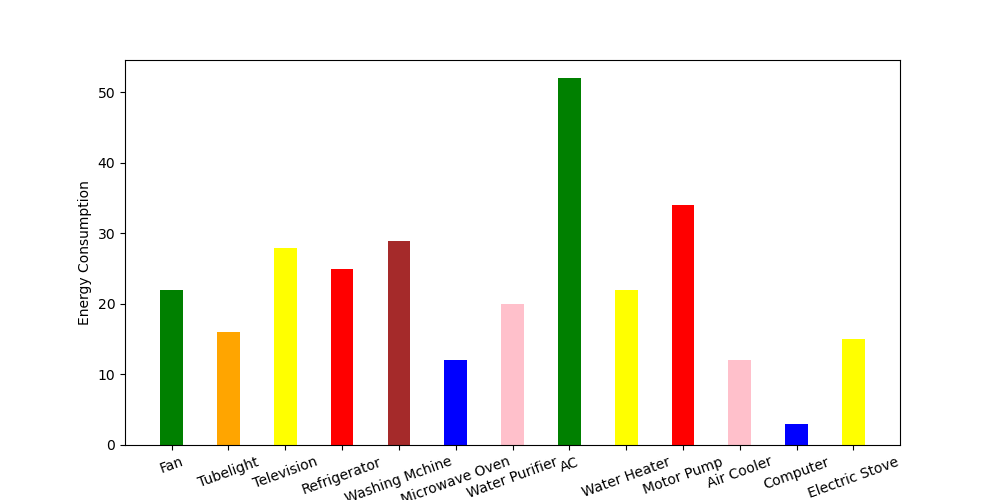 Energy Consumption
50
40
30
20
10
0
Fan
Tubelight
Television
Refrigerator
Washing Mchine
Microwave Oven
Water Purifier
AC
Water Heater
Motor Pump
Air Cooler
Computer
Electric Stove